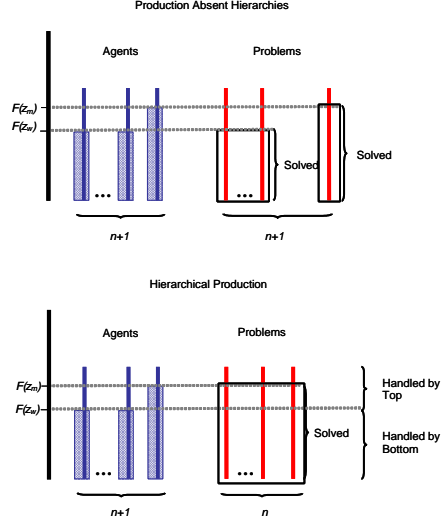 Production Absent Hierarchies
Agents
Problems
F(zm)
F(zw)
Solved
Solved
...
...
n+1
n+1
Hierarchical Production
Agents
Problems
F(zm)
F(zw)
Handled by
Top
Solved
Handled by
Bottom
...
...
n+1
n